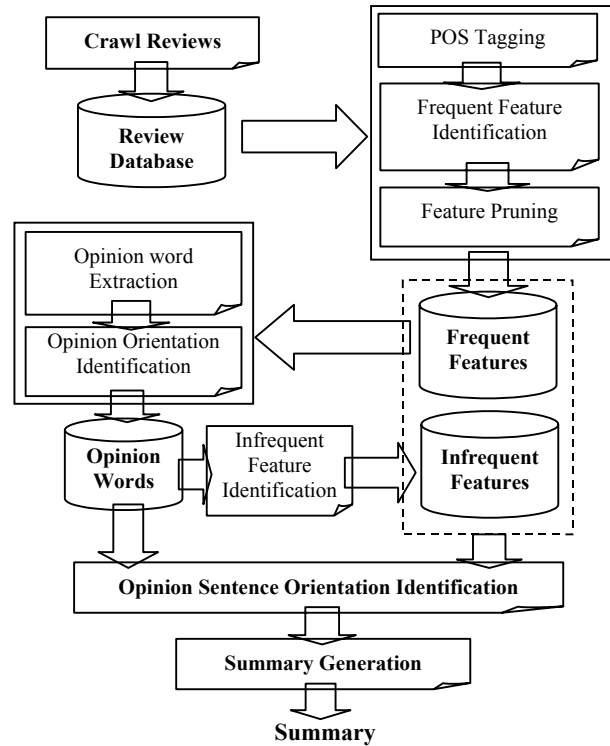 Crawl Reviews
Review
Database
POS Tagging
Frequent Feature
Identification
Feature Pruning
Opinion word
Extraction
Opinion Orientation
Identification
Frequent
Features
Opinion
Words
Infrequent
Feature
Identification
Infrequent
Features
Opinion Sentence Orientation Identification
Summary Generation
Summary